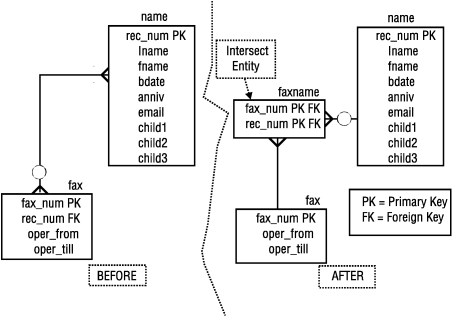 name
rec_num PK
lname
fname
bdate
anniv
email
child1
child2
child3
fax
fax_num PK
rec_num FK
oper_from
oper_till
BEFORE
Intersect
Entity
faxname
fax_num PK FK
rec_num PK FK
name
rec_num PK
lname
fname
bdate
anniv
email
child1
child2
child3
fax
fax_num PK
oper_from
oper_till
PK = Primary Key
FK = Foreign Key
AFTER